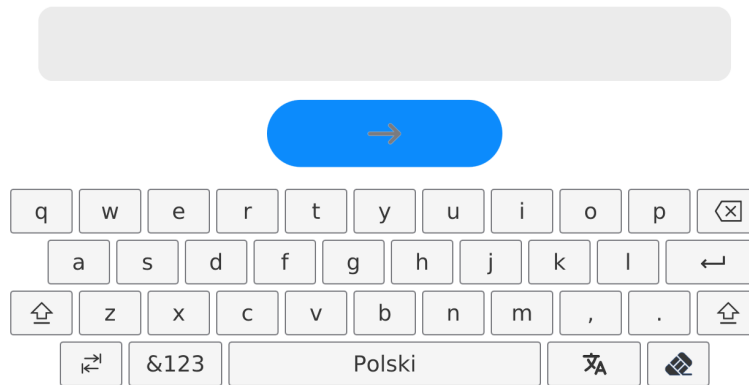 q w e r t y u i o p
a s d f g h j k l
z x c v b n m , .
&123 Polski